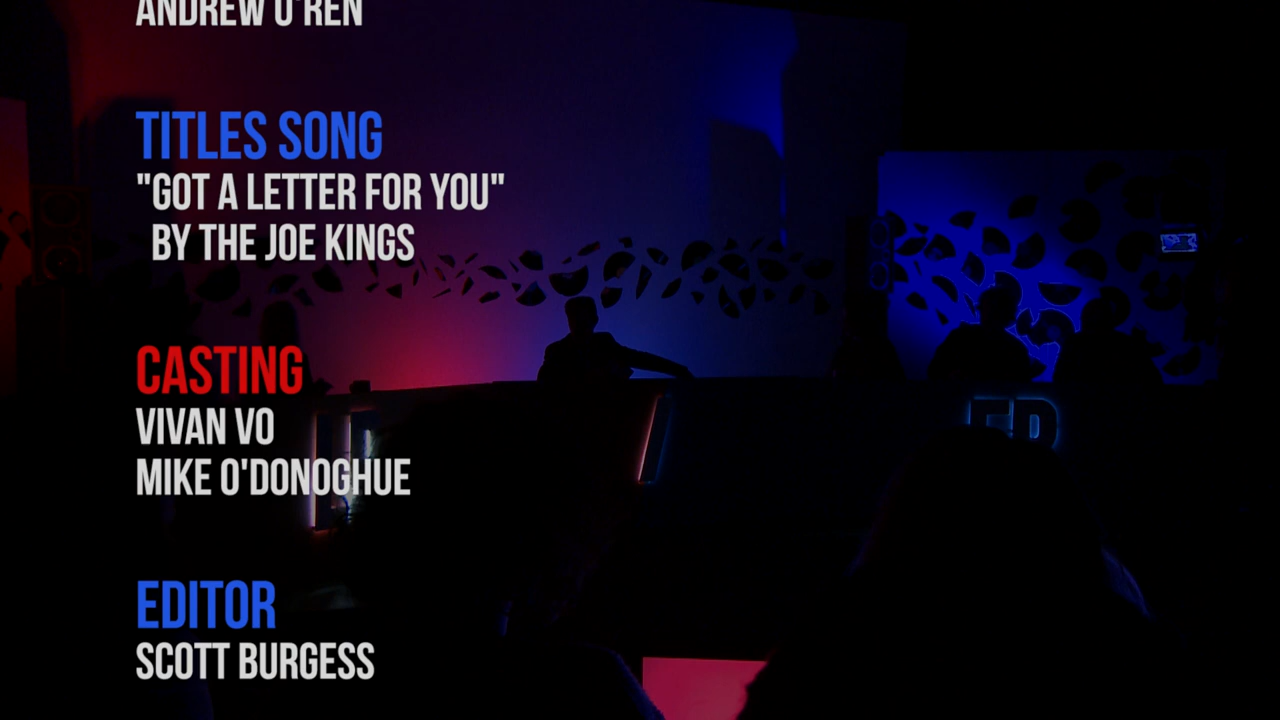 ANDREW O'REN
TITLES SONG
"GOT A LETTER FOR YOU"
BY THE JOE KINGS
CASTING
VIVAN VO
MIKE O'DONOGHUE
EDITOR
SCOTT BURGESS